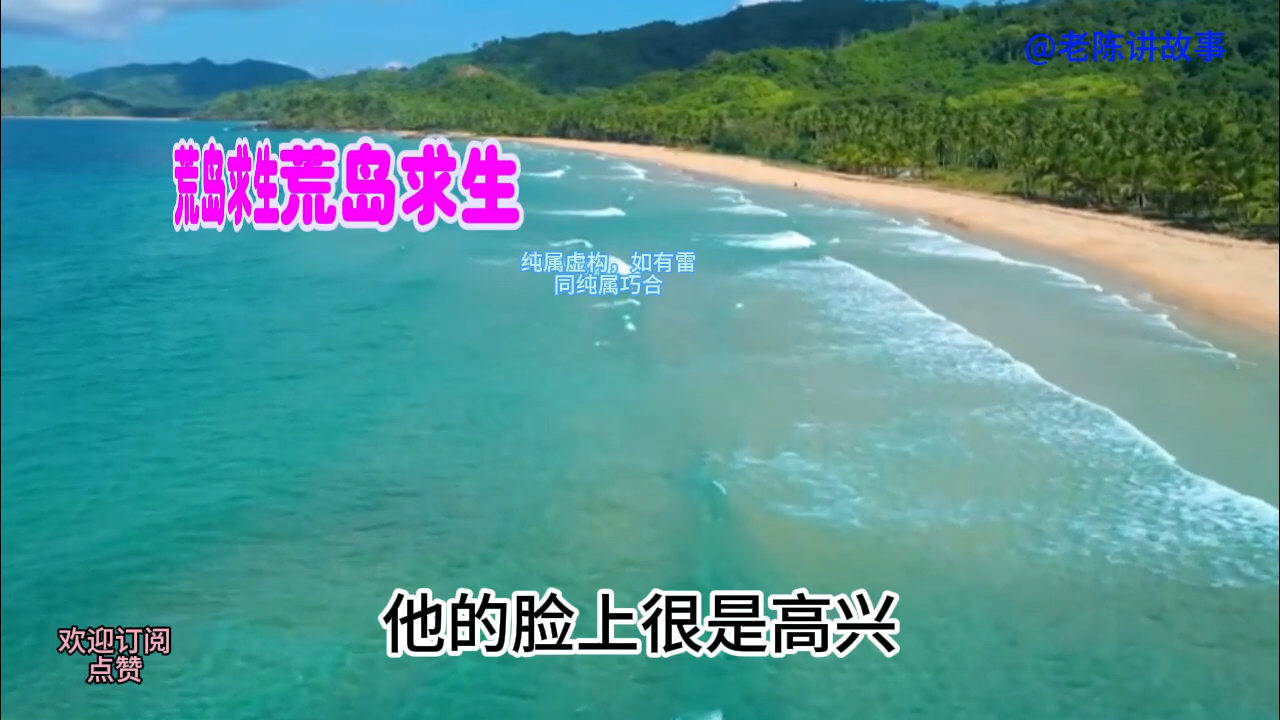 @老陈讲故事
荒岛求生荒岛求生
纯属虚构，如有雷
同纯属巧合
他的脸上很是高兴
欢迎订阅
点赞